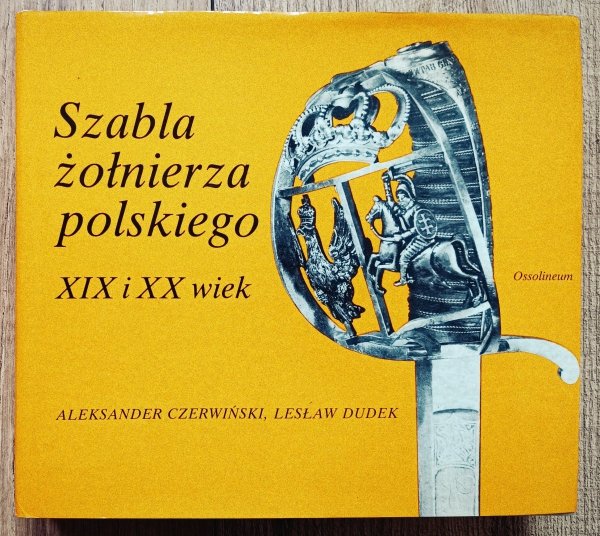 Szabla
żołnierza
polskiego
XIX i XX wiek
Ossolineum
ALEKSANDER CZERWIŃSKI, LESŁAW DUDEK